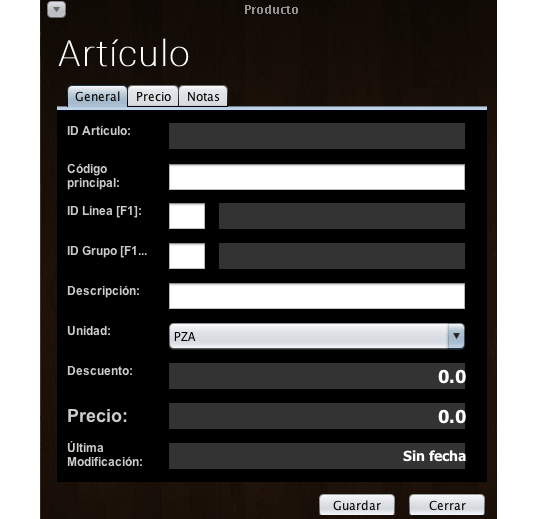 Producto
Artículo
General Precio Notas
ID Artículo:
Código
principal:
ID Línea [F1]:
ID Grupo [F1...
Descripción:
Unidad: PZA
Descuento: 0.0
Precio: 0.0
Última
Modificación: Sin fecha
Guardar Cerrar